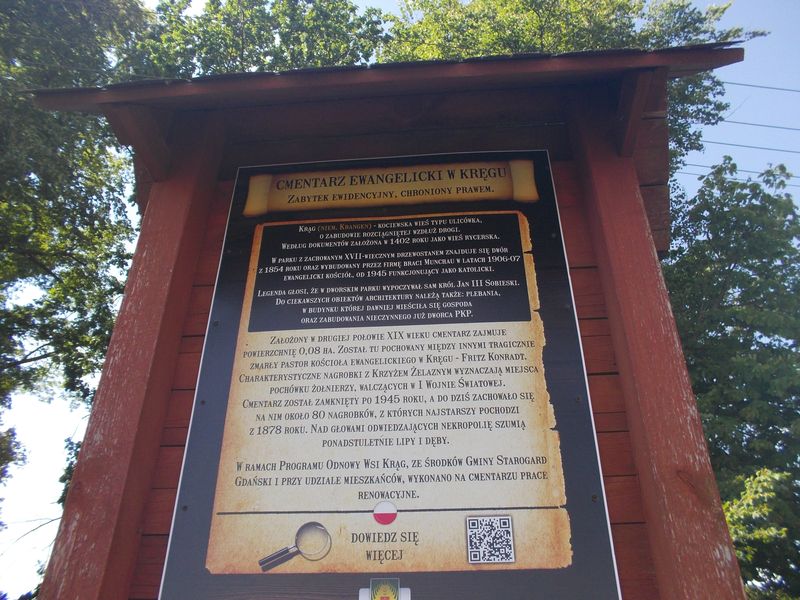 CMENTARZ EWANGELICKI W KRĘGU
ZABYTEK EWIDENCYJNY, CHRONIONY PRAWEM.
KRĄG (NIEM. KRANGEN) - KOCIEWSKA WIEŚ TYPU ULICÓWKA,
O ZABUDOWIE ROZCIĄGNIĘTEJ WZDŁUŻ DROGI.
WEDŁUG DOKUMENTÓW ZAŁOŻONA W 1402 ROKU JAKO WIEŚ RYCERSKA.
W PARKU Z ZACHOWANYM XVII-WIECZNYM DRZEWOSTANEM ZNAJDUJE SIĘ DWÓR
Z 1854 ROKU ORAZ WYBUDOWANY PRZEZ FIRMĘ BRACI MUNCHAU W LATACH 1906-07
EWANGELICKI KOŚCIÓŁ, OD 1945 FUNKCJONUJĄCY JAKO KATOLICKI.
LEGENDA GŁOSI, ŻE W DWORSKIM PARKU WYPOCZYWAŁ SAM KRÓL JAN III SOBIESKI.
DO CIEKAWSZYCH OBIEKTÓW ARCHITEKTURY NALEŻĄ TAKŻE: PLEBANIA,
W BUDYNKU KTÓREJ DAWNIEJ MIEŚCIŁA SIĘ GOSPODA
ORAZ ZABUDOWANIA NIECZYNNEGO JUŻ DWORCA PKP.
ZAŁOŻONY W DRUGIEJ POŁOWIE XIX WIEKU CMENTARZ ZAJMUJE
POWIERZCHNIĘ 0,08 HA. ZOSTAŁ TU POCHOWANY MIĘDZY INNYMI TRAGICZNIE
ZMARŁY PASTOR KOŚCIOŁA EWANGELICKIEGO W KRĘGU - FRITZ KONRADT.
CHARAKTERYSTYCZNE NAGROBKI Z KRZYŻEM ŻELAZNYM WYZNACZAJĄ MIEJSCA
POCHÓWKU ŻOŁNIERZY, WALCZĄCYCH W I WOJNIE ŚWIATOWEJ.
CMENTARZ ZOSTAŁ ZAMKNIĘTY PO 1945 ROKU, A DO DZIŚ ZACHOWAŁO SIĘ
NA NIM OKOŁO 80 NAGROBKÓW, Z KTÓRYCH NAJSTARSZY POCHODZI
Z 1878 ROKU. NAD GŁOWAMI ODWIEDZAJĄCYCH NEKROPOLIĘ SZUMIĄ
PONADSTULETNIE LIPY I DĘBY.
W RAMACH PROGRAMU ODNOWY WSI KRĄG, ZE ŚRODKÓW GMINY STAROGARD
GDAŃSKI I PRZY UDZIALE MIESZKAŃCÓW, WYKONANO NA CMENTARZU PRACE
RENOWACYJNE.
DOWIEDZ SIĘ
WIĘCEJ